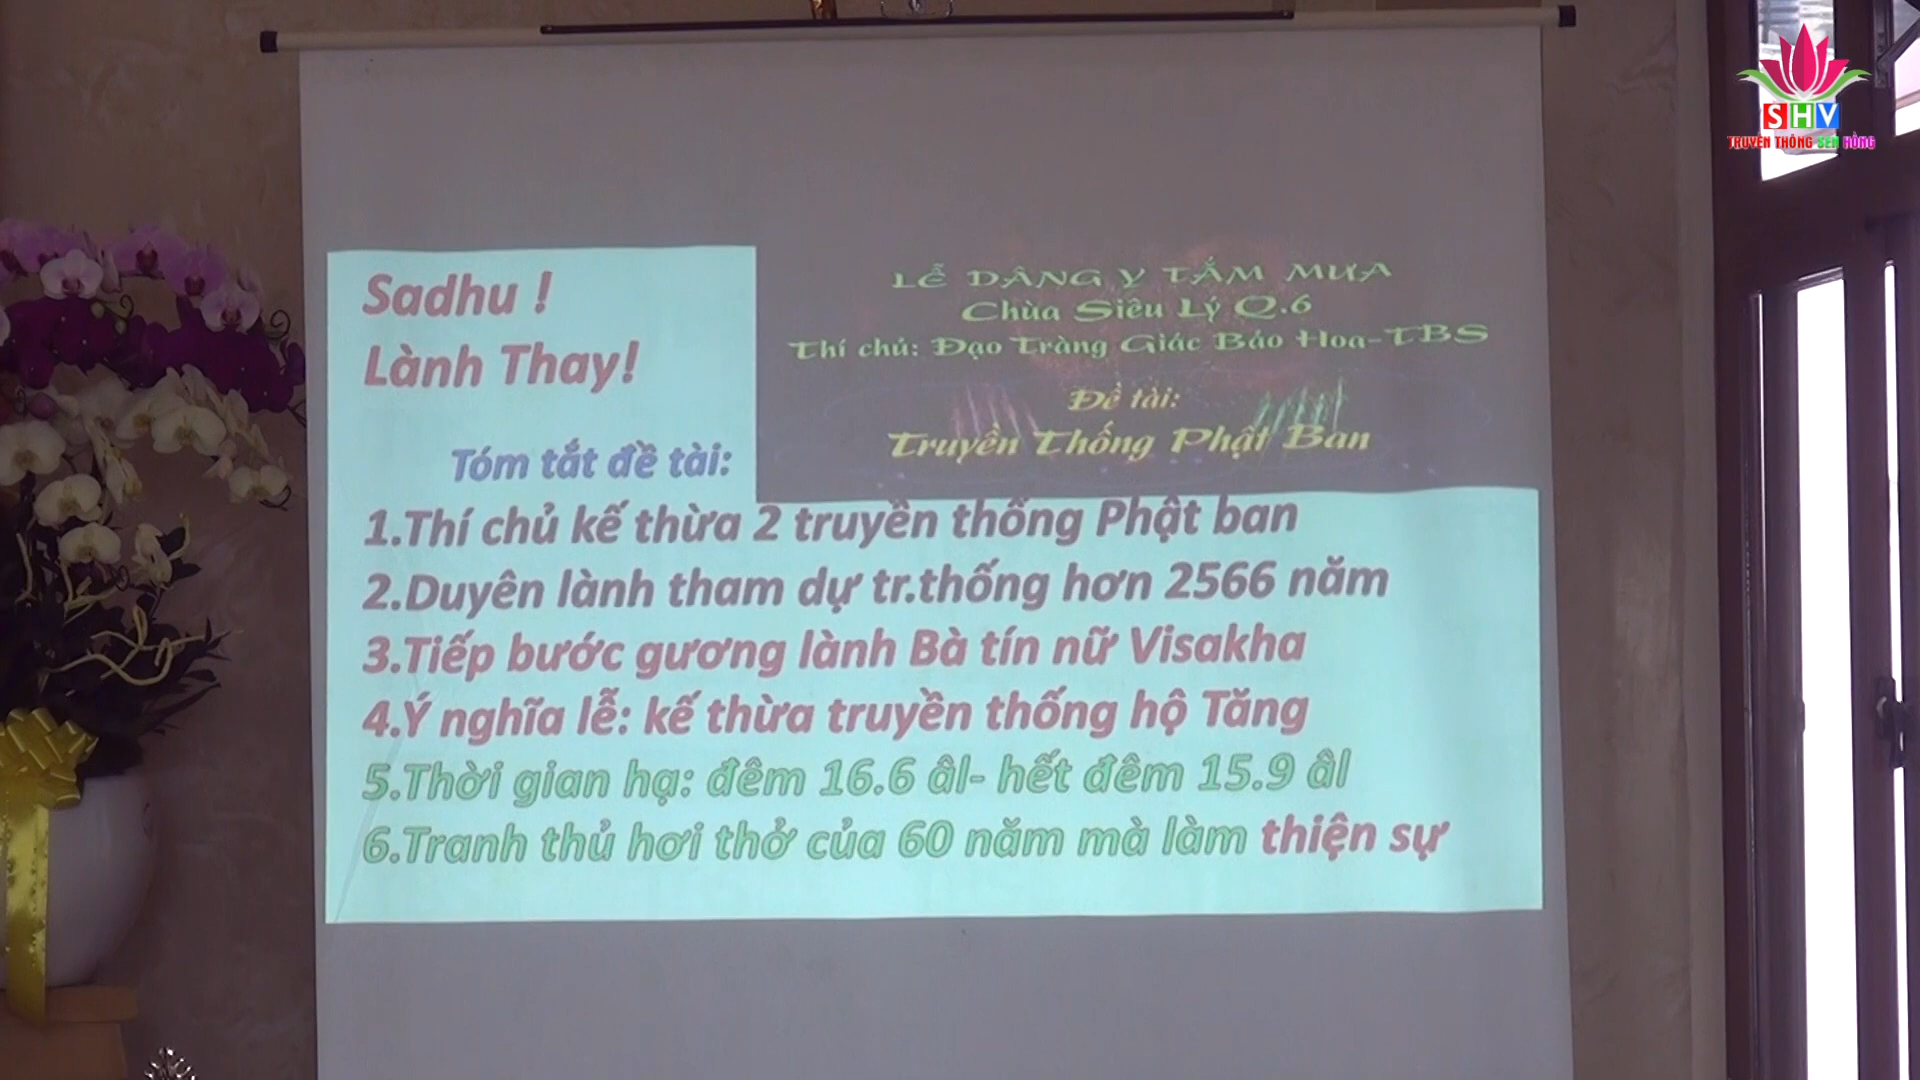 SHV
TRUYỀN THÔNG SEN HỒNG
Sadhu !
Lành Thay!
LỄ DÂNG Y TẮM MƯA
Chùa Siêu Lý Q.6
Thí chủ: Đạo Tràng Giác Bảo Hoa-TBS
Đề tài:
Truyền Thống Phật Ban
Tóm tắt đề tài:
1.Thí chủ kế thừa 2 truyền thống Phật ban
2.Duyên lành tham dự tr.thống hơn 2566 năm
3.Tiếp bước gương lành Bà tín nữ Visakha
4.Ý nghĩa lễ: kế thừa truyền thống hộ Tăng
5.Thời gian hạ: đêm 16.6 âl- hết đêm 15.9 âl
6.Tranh thủ hơi thở của 60 năm mà làm thiện sự